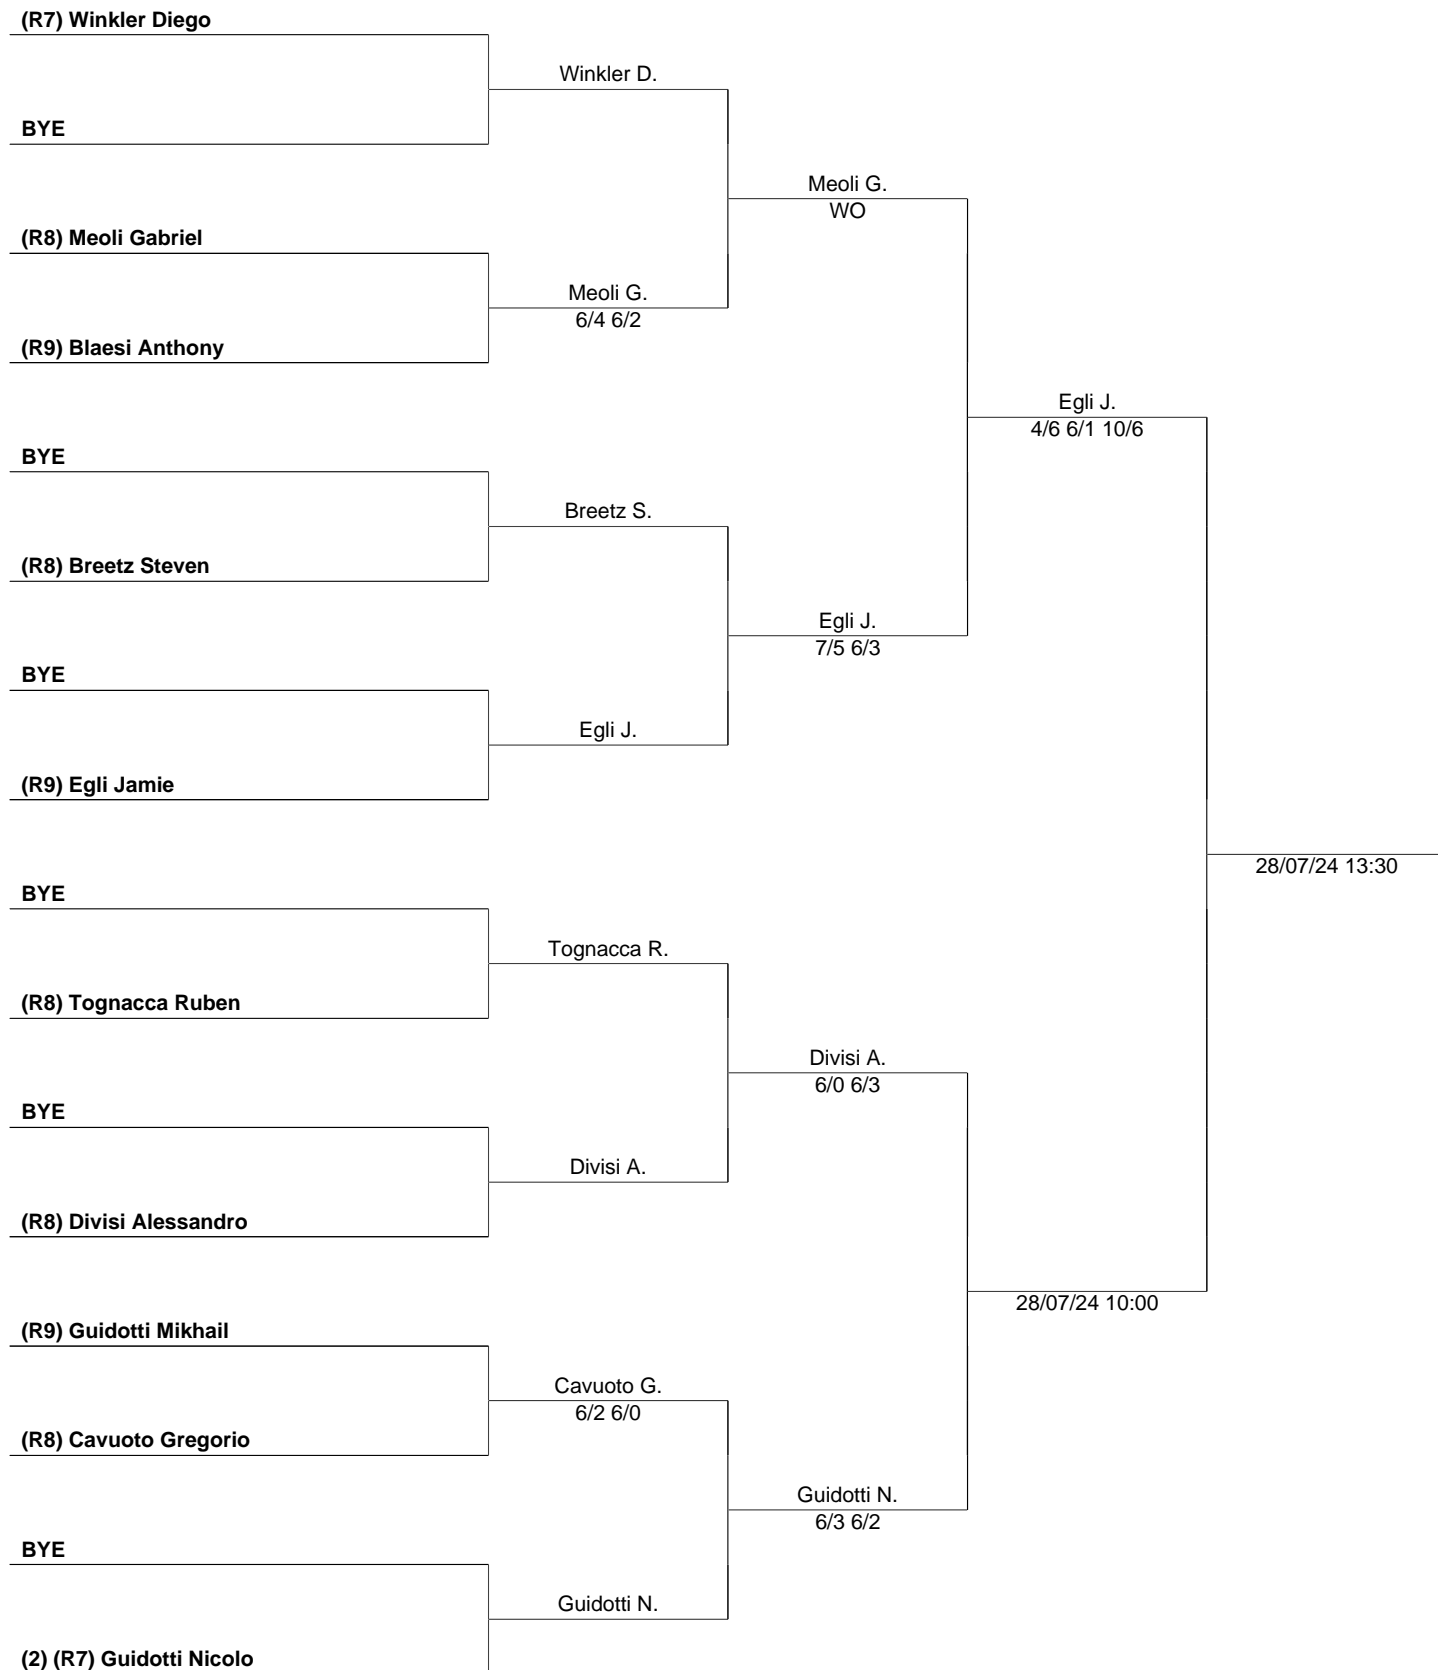 (R7) Winkler Diego
Winkler D.
BYE
Meoli G.
WO
(R8) Meoli Gabriel
Meoli G.
6/4 6/2
(R9) Blaesi Anthony
Egli J.
4/6 6/1 10/6
BYE
Breetz S.
(R8) Breetz Steven
Egli J.
7/5 6/3
BYE
Egli J.
(R9) Egli Jamie
28/07/24 13:30
BYE
Tognacca R.
(R8) Tognacca Ruben
Divisi A.
6/0 6/3
BYE
Divisi A.
(R8) Divisi Alessandro
28/07/24 10:00
(R9) Guidotti Mikhail
Cavuoto G.
6/2 6/0
(R8) Cavuoto Gregorio
Guidotti N.
6/3 6/2
BYE
Guidotti N.
(2) (R7) Guidotti Nicolo